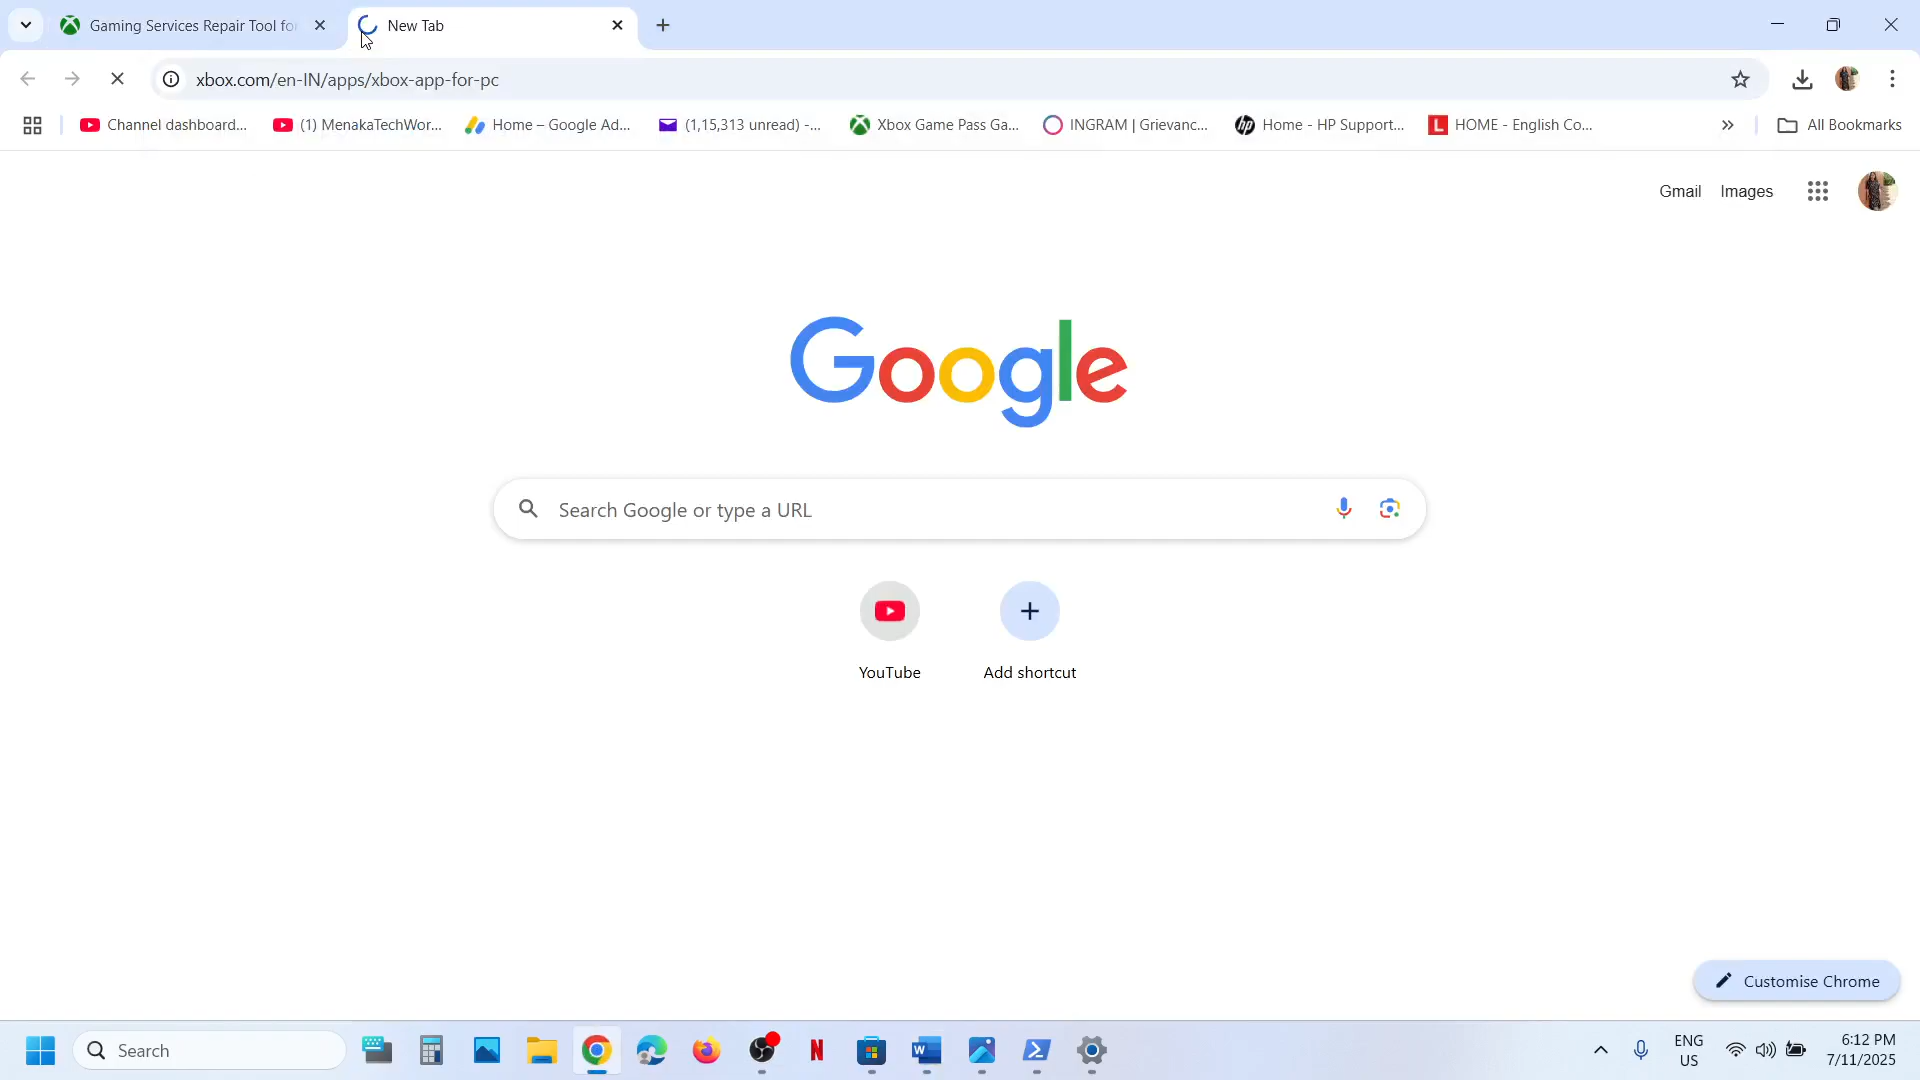 Gaming Services Repair Tool fo
New Tab
xbox.com/en-IN/apps/xbox-app-for-pc
Channel dashboard...
(1) MenakaTechWor...
Home – Google Ad...
(1,15,313 unread) -...
Xbox Game Pass Ga...
INGRAM | Grievanc...
Home - HP Support...
HOME - English Co...
All Bookmarks
Gmail
Images
Google
Search Google or type a URL
YouTube
Add shortcut
Customise Chrome
Search
ENG
US
6:12 PM
7/11/2025